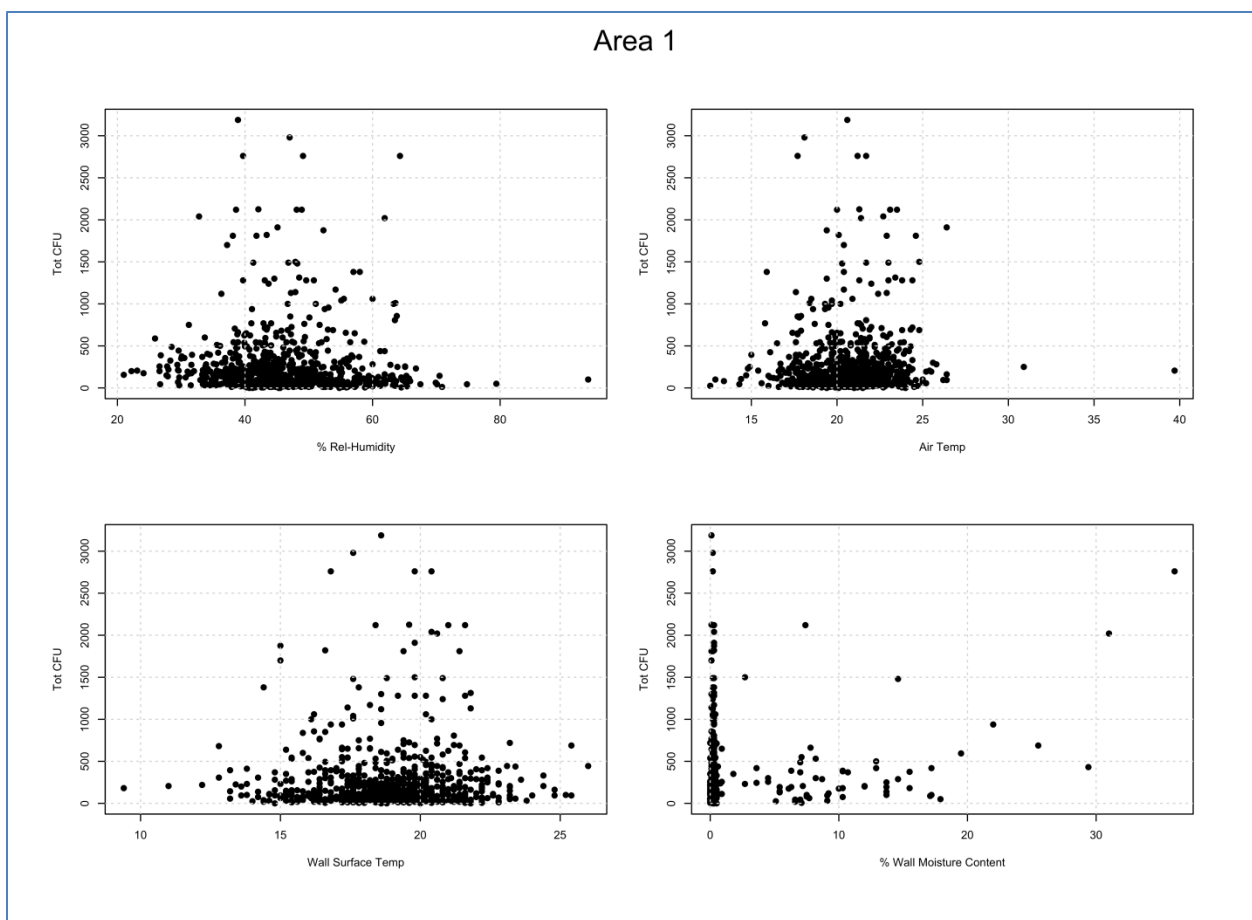 Area 1
3000
2500
2000
1500
1000
500
0
Tot CFU
20 40 60 80
% Rel-Humidity
3000
2500
2000
1500
1000
500
0
Tot CFU
15 20 25 30 35 40
Air Temp
3000
2500
2000
1500
1000
500
0
Tot CFU
10 15 20 25
Wall Surface Temp
3000
2500
2000
1500
1000
500
0
Tot CFU
0 10 20 30
% Wall Moisture Content